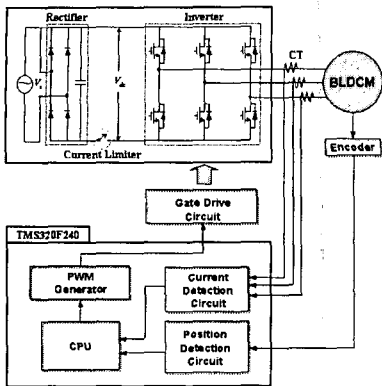 Rectifier
Inverter
CT
BLDCM
Vs
Vdc
Current Limiter
Encoder
Gate Drive
Circuit
TMS320F240
PWM
Generator
Current
Detection
Circuit
CPU
Position
Detection
Circuit